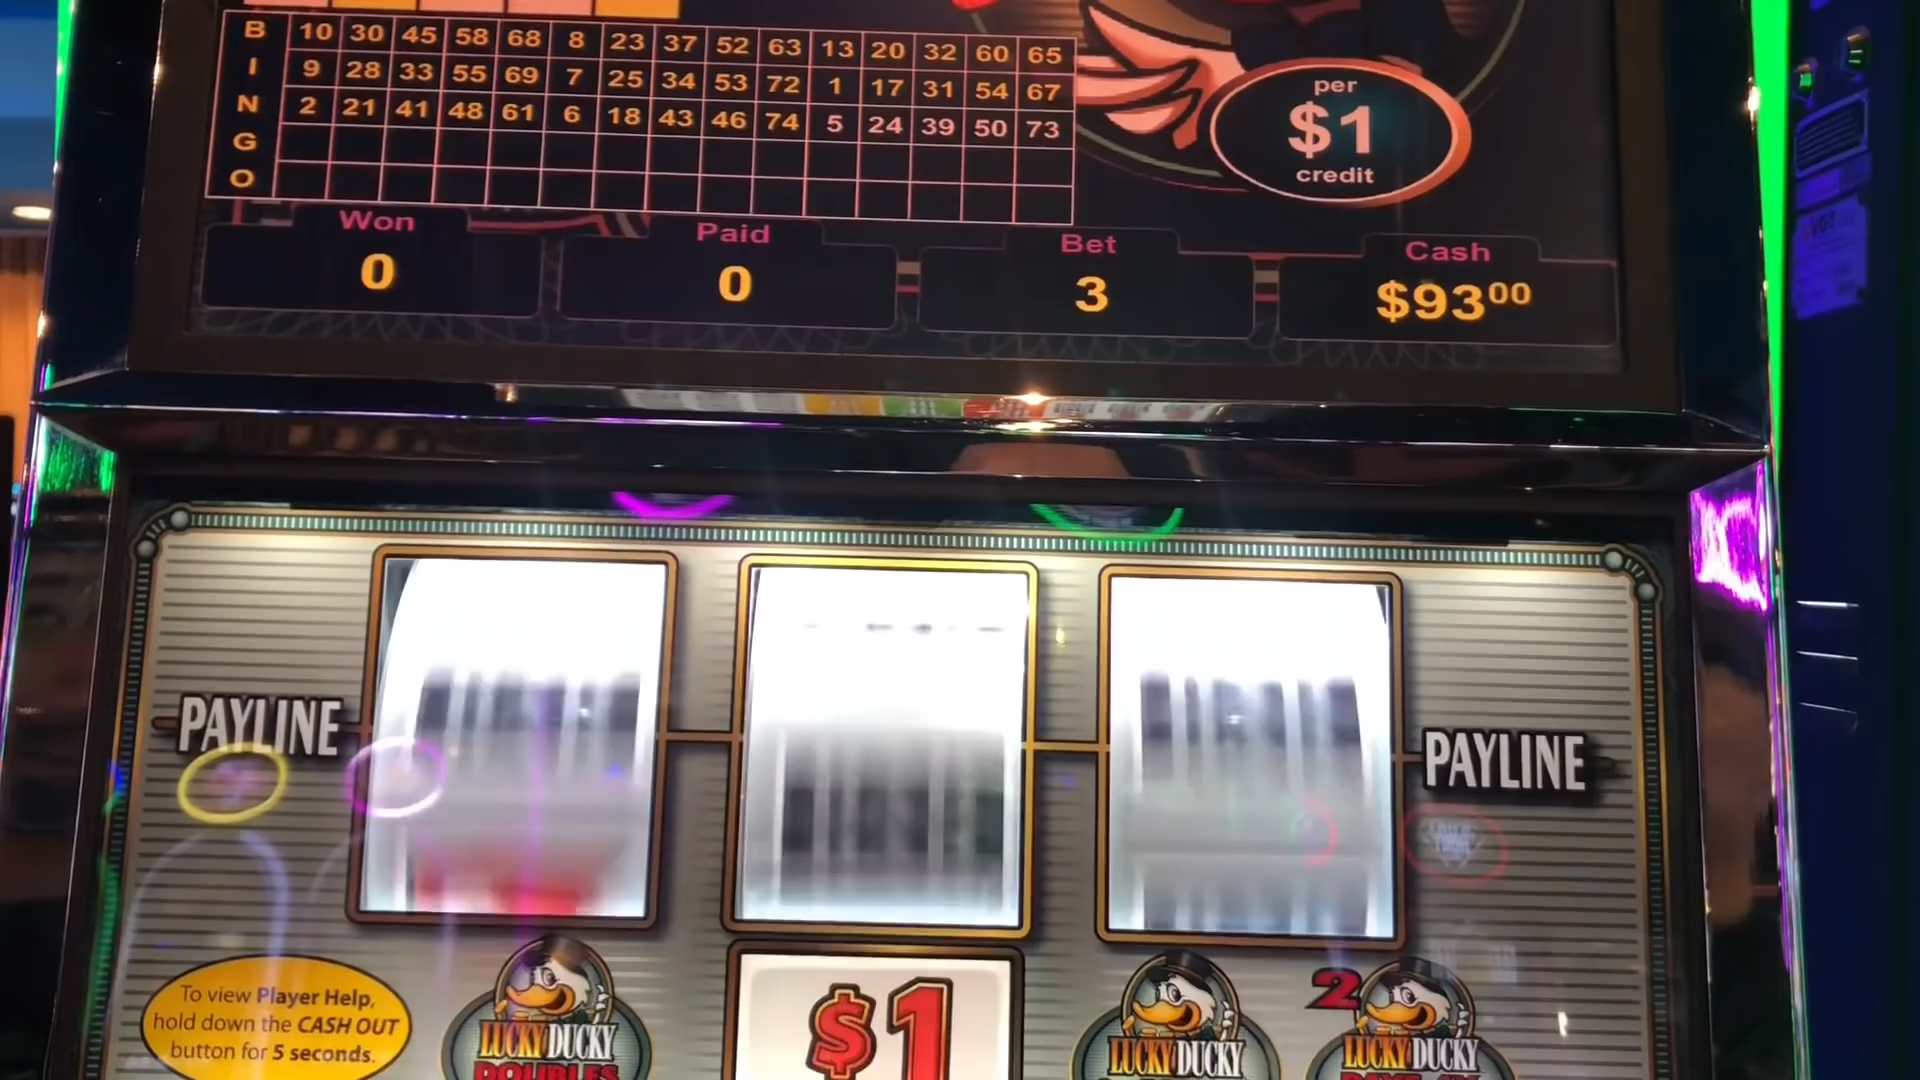 B 10 30 45 58 68 8 23 37 52 63 13 20 32 60 65
I 9 28 33 55 69 7 25 34 53 72 1 17 31 54 67
N 2 21 41 48 61 6 18 43 46 74 5 24 39 50 73
G
O
per
$1
credit
Won
0
Paid
0
Bet
3
Cash
$93⁰⁰
PAYLINE
PAYLINE
To view Player Help,
hold down the CASH OUT
button for 5 seconds.
LUCKY DUCKY
DOUBLES
$1
LUCKY DUCKY
2
LUCKY DUCKY